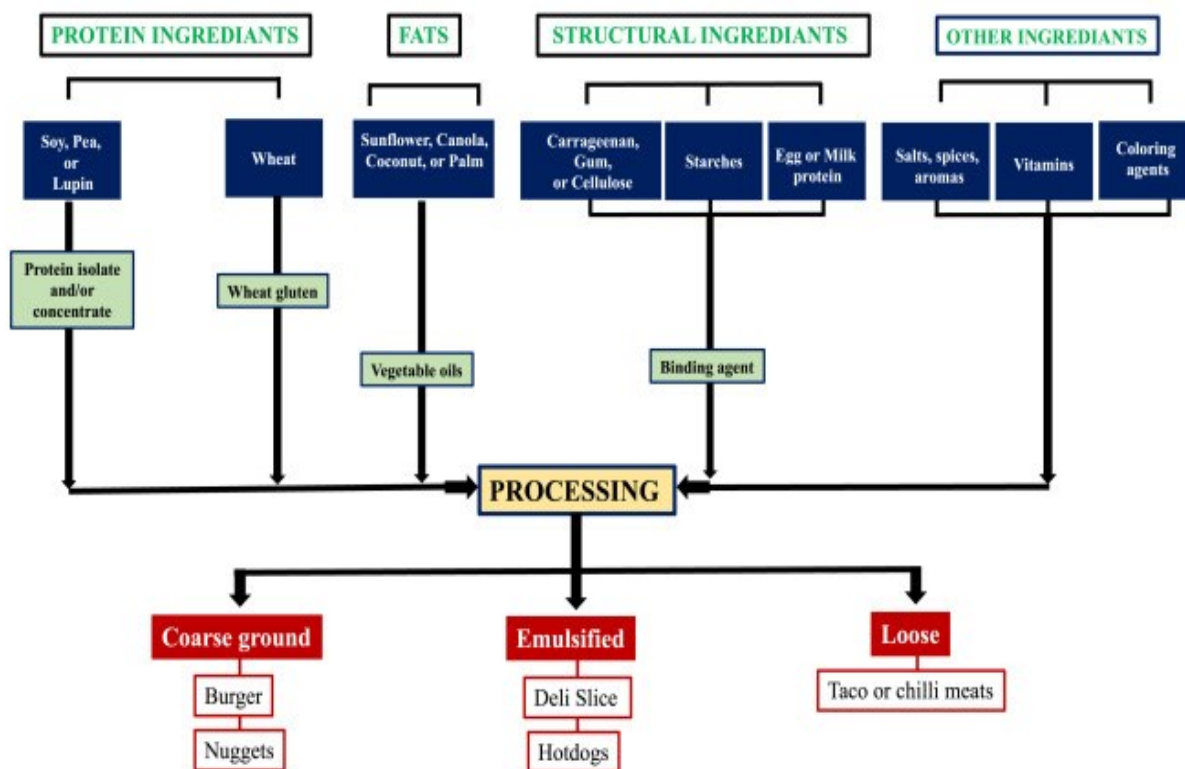 PROTEIN INGREDIANTS
FATS
STRUCTURAL INGREDIANTS
OTHER INGREDIANTS
Soy, Pea,
or
Lupin
Wheat
Sunflower, Canola,
Coconut, or Palm
Carrageenan,
Gum,
or Cellulose
Starches
Egg or Milk
protein
Salts, spices,
aromas
Vitamins
Coloring
agents
Protein isolate
and/or
concentrate
Wheat gluten
Vegetable oils
Binding agent
PROCESSING
Coarse ground
Burger
Nuggets
Emulsified
Deli Slice
Hotdogs
Loose
Taco or chilli meats